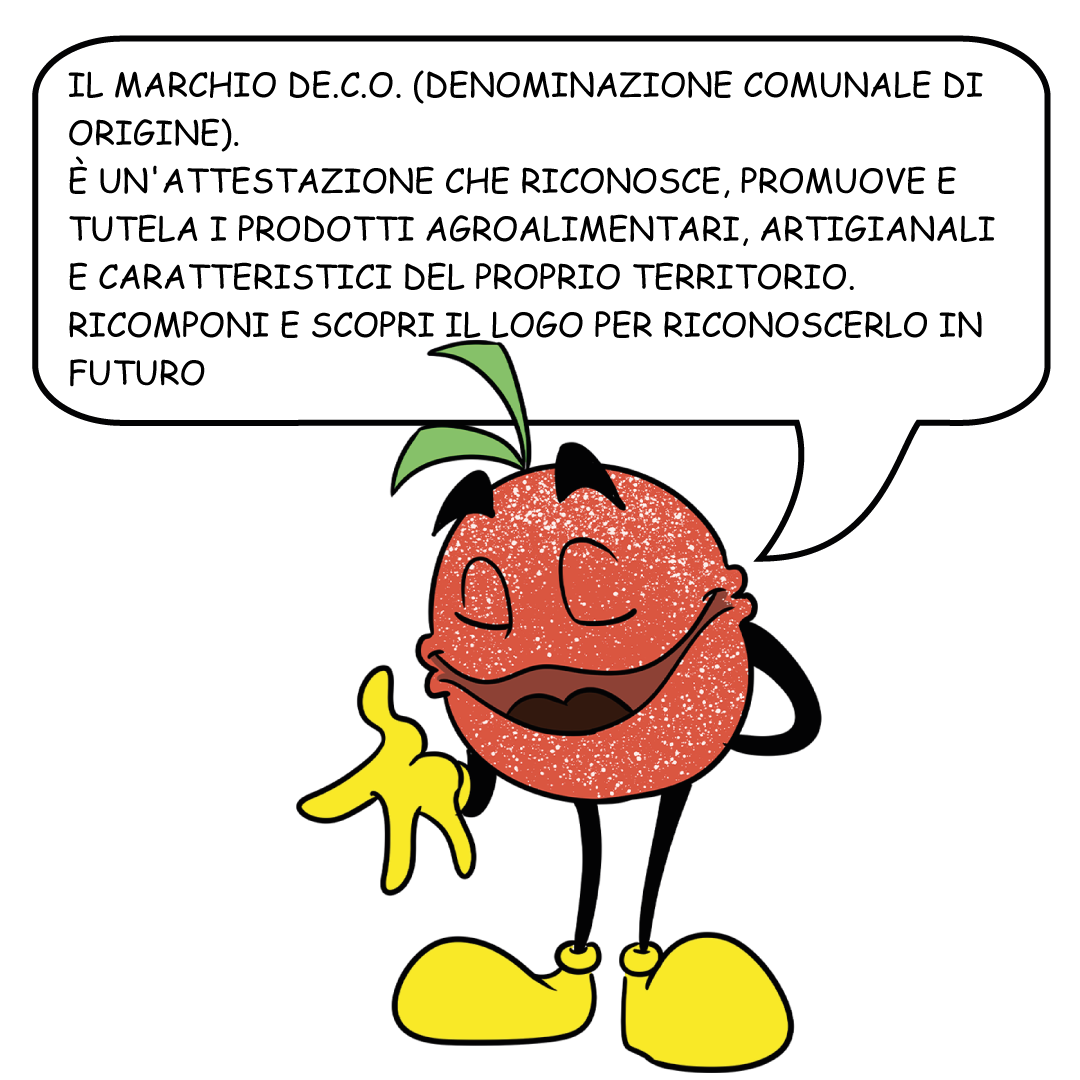 IL MARCHIO DE.C.O. (DENOMINAZIONE COMUNALE DI
ORIGINE).
È UN'ATTESTAZIONE CHE RICONOSCE, PROMUOVE E
TUTELA I PRODOTTI AGROALIMENTARI, ARTIGIANALI
E CARATTERISTICI DEL PROPRIO TERRITORIO.
RICOMPONI E SCOPRI IL LOGO PER RICONOSCERLO IN
FUTURO